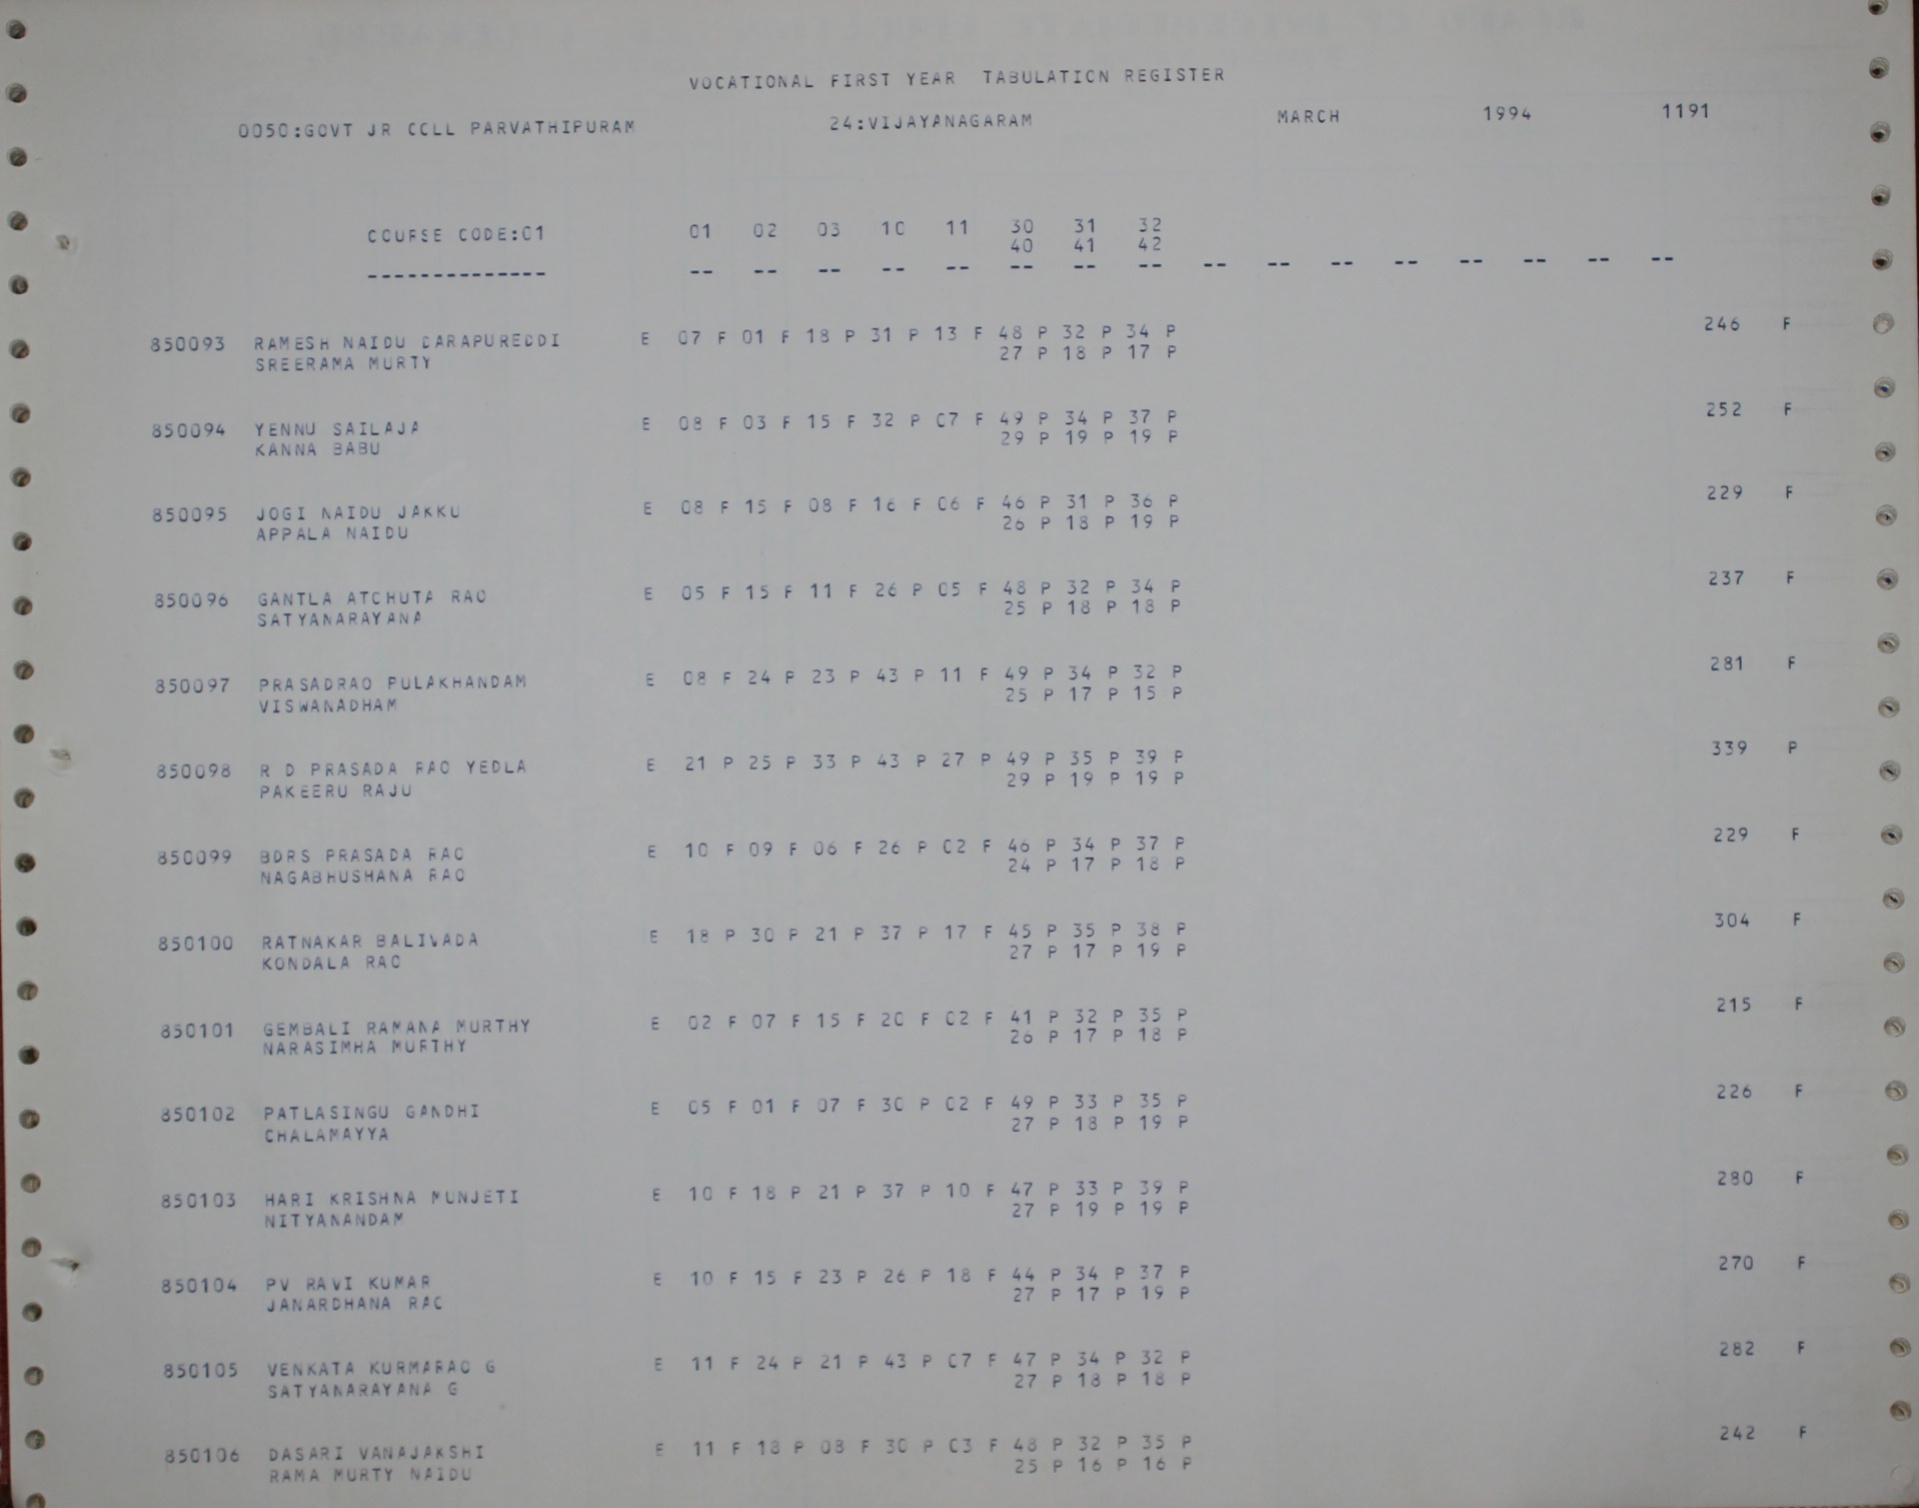 VOCATIONAL FIRST YEAR TABULATION REGISTER
0050:GOVT JR COLL PARVATHIPURAM 24:VIJAYANAGARAM MARCH 1994 1191
COURSE CODE:01 01 02 03 10 11 30 31 32
40 41 42
-------------- -- -- -- -- -- -- -- -- -- -- -- -- -- -- -- --
850093 RAMESH NAIDU DARAPUREDDI E 07 F 01 F 18 P 31 P 13 F 48 P 32 P 34 P 246 F
SREERAMA MURTY 27 P 18 P 17 P
850094 YENNU SAILAJA E 08 F 03 F 15 F 32 P 07 F 49 P 34 P 37 P 252 F
KANNA BABU 29 P 19 P 19 P
850095 JOGI NAIDU JAKKU E 08 F 15 F 08 F 16 F 06 F 46 P 31 P 36 P 229 F
APPALA NAIDU 26 P 18 P 19 P
850096 GANTLA ATCHUTA RAO E 05 F 15 F 11 F 26 P 05 F 48 P 32 P 34 P 237 F
SATYANARAYANA 25 P 18 P 18 P
850097 PRASADRAO PULAKHANDAM E 08 F 24 P 23 P 43 P 11 F 49 P 34 P 32 P 281 F
VISWANADHAM 25 P 17 P 15 P
850098 R D PRASADA RAO YEDLA E 21 P 25 P 33 P 43 P 27 P 49 P 35 P 39 P 339 P
PAKEERU RAJU 29 P 19 P 19 P
850099 BDRS PRASADA RAO E 10 F 09 F 06 F 26 P 02 F 46 P 34 P 37 P 229 F
NAGABHUSHANA RAO 24 P 17 P 18 P
850100 RATNAKAR BALIVADA E 18 P 30 P 21 P 37 P 17 F 45 P 35 P 38 P 304 F
KONDALA RAO 27 P 17 P 19 P
850101 GEMBALI RAMANA MURTHY E 02 F 07 F 15 F 20 F 02 F 41 P 32 P 35 P 215 F
NARASIMHA MURTHY 26 P 17 P 18 P
850102 PATLASINGU GANDHI E 05 F 01 F 07 F 30 P 02 F 49 P 33 P 35 P 226 F
CHALAMAYYA 27 P 18 P 19 P
850103 HARI KRISHNA MUNJETI E 10 F 18 P 21 P 37 P 10 F 47 P 33 P 39 P 280 F
NITYANANDAM 27 P 19 P 19 P
850104 PV RAVI KUMAR E 10 F 15 F 23 P 26 P 18 F 44 P 34 P 37 P 270 F
JANARDHANA RAO 27 P 17 P 19 P
850105 VENKATA KURMARAO G E 11 F 24 P 21 P 43 P 07 F 47 P 34 P 32 P 282 F
SATYANARAYANA G 27 P 18 P 18 P
850106 DASARI VANAJAKSHI E 11 F 18 P 08 F 30 P 03 F 48 P 32 P 35 P 242 F
RAMA MURTY NAIDU 25 P 16 P 16 P